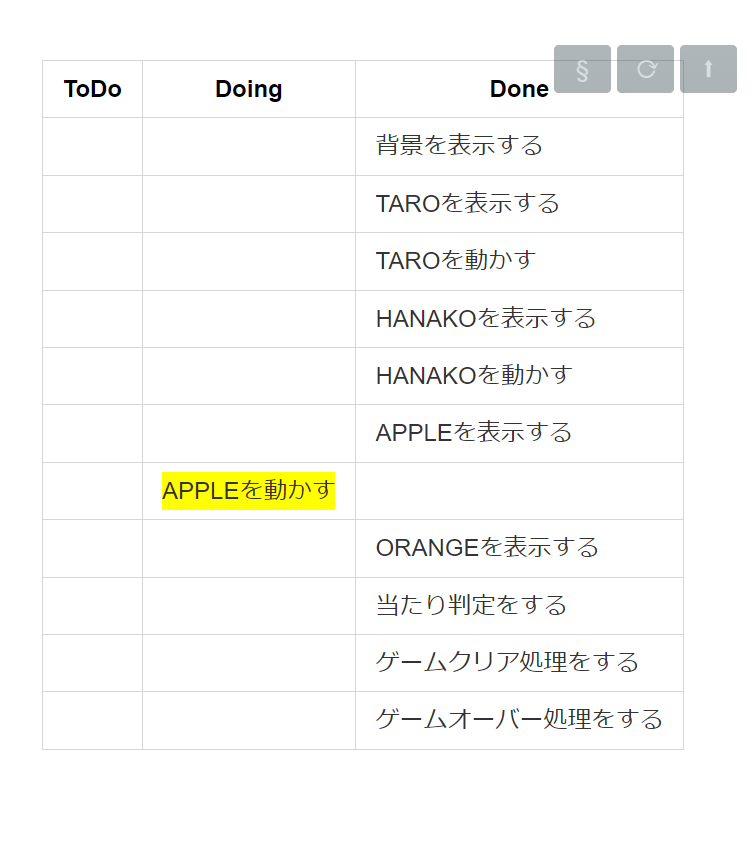 ToDo Doing Done
§
背景を表示する
TAROを表示する
TAROを動かす
HANAKOを表示する
HANAKOを動かす
APPLEを表示する
APPLEを動かす
ORANGEを表示する
当たり判定をする
ゲームクリア処理をする
ゲームオーバー処理をする